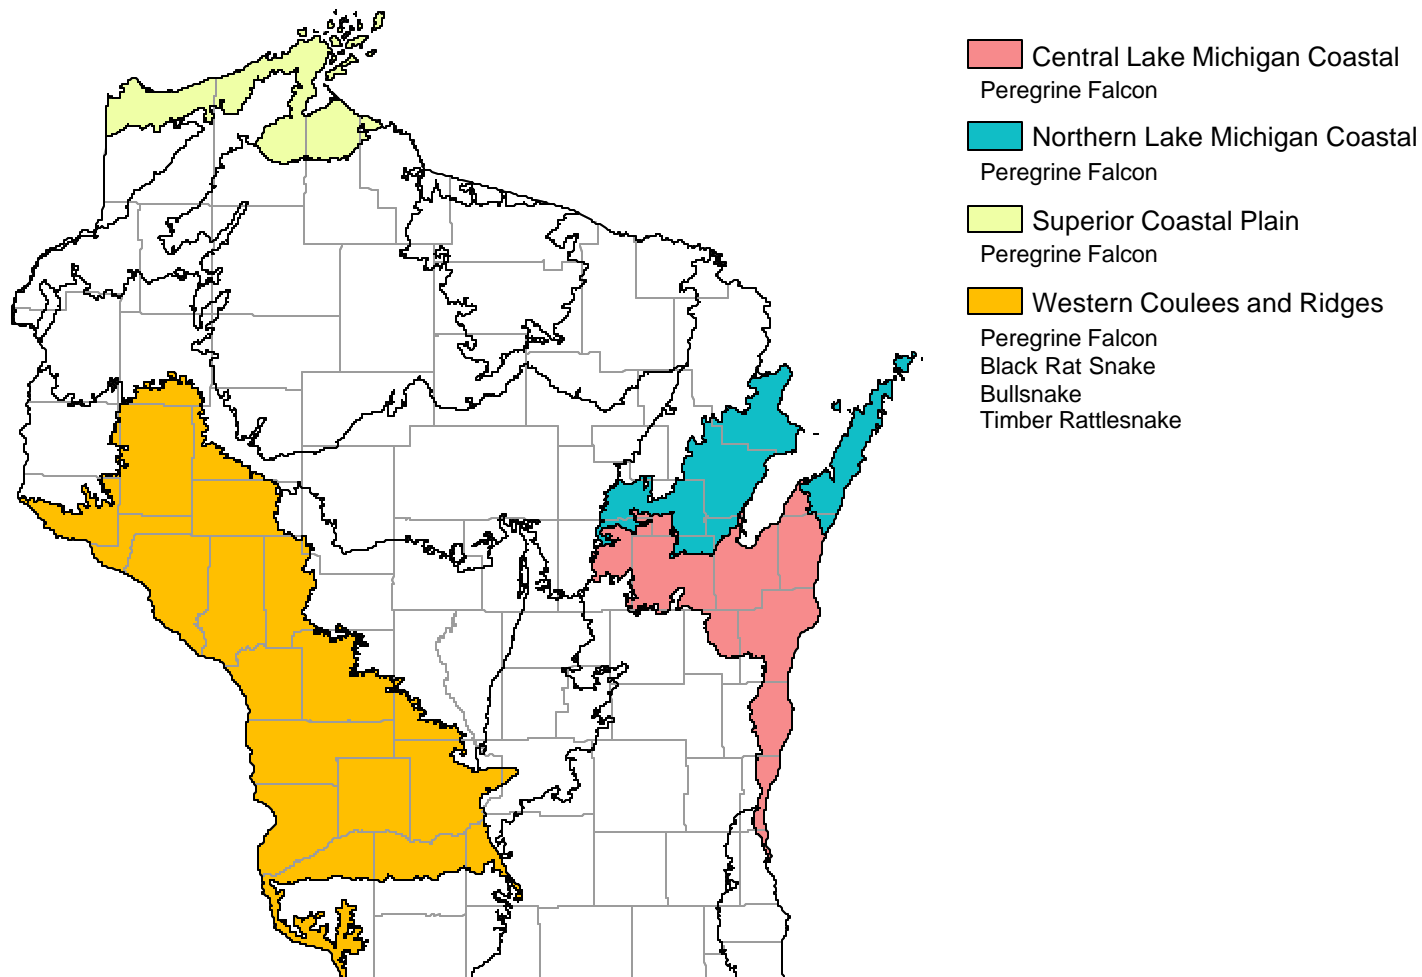 Central Lake Michigan Coastal
Peregrine Falcon
Northern Lake Michigan Coastal
Peregrine Falcon
Superior Coastal Plain
Peregrine Falcon
Western Coulees and Ridges
Peregrine Falcon
Black Rat Snake
Bullsnake
Timber Rattlesnake